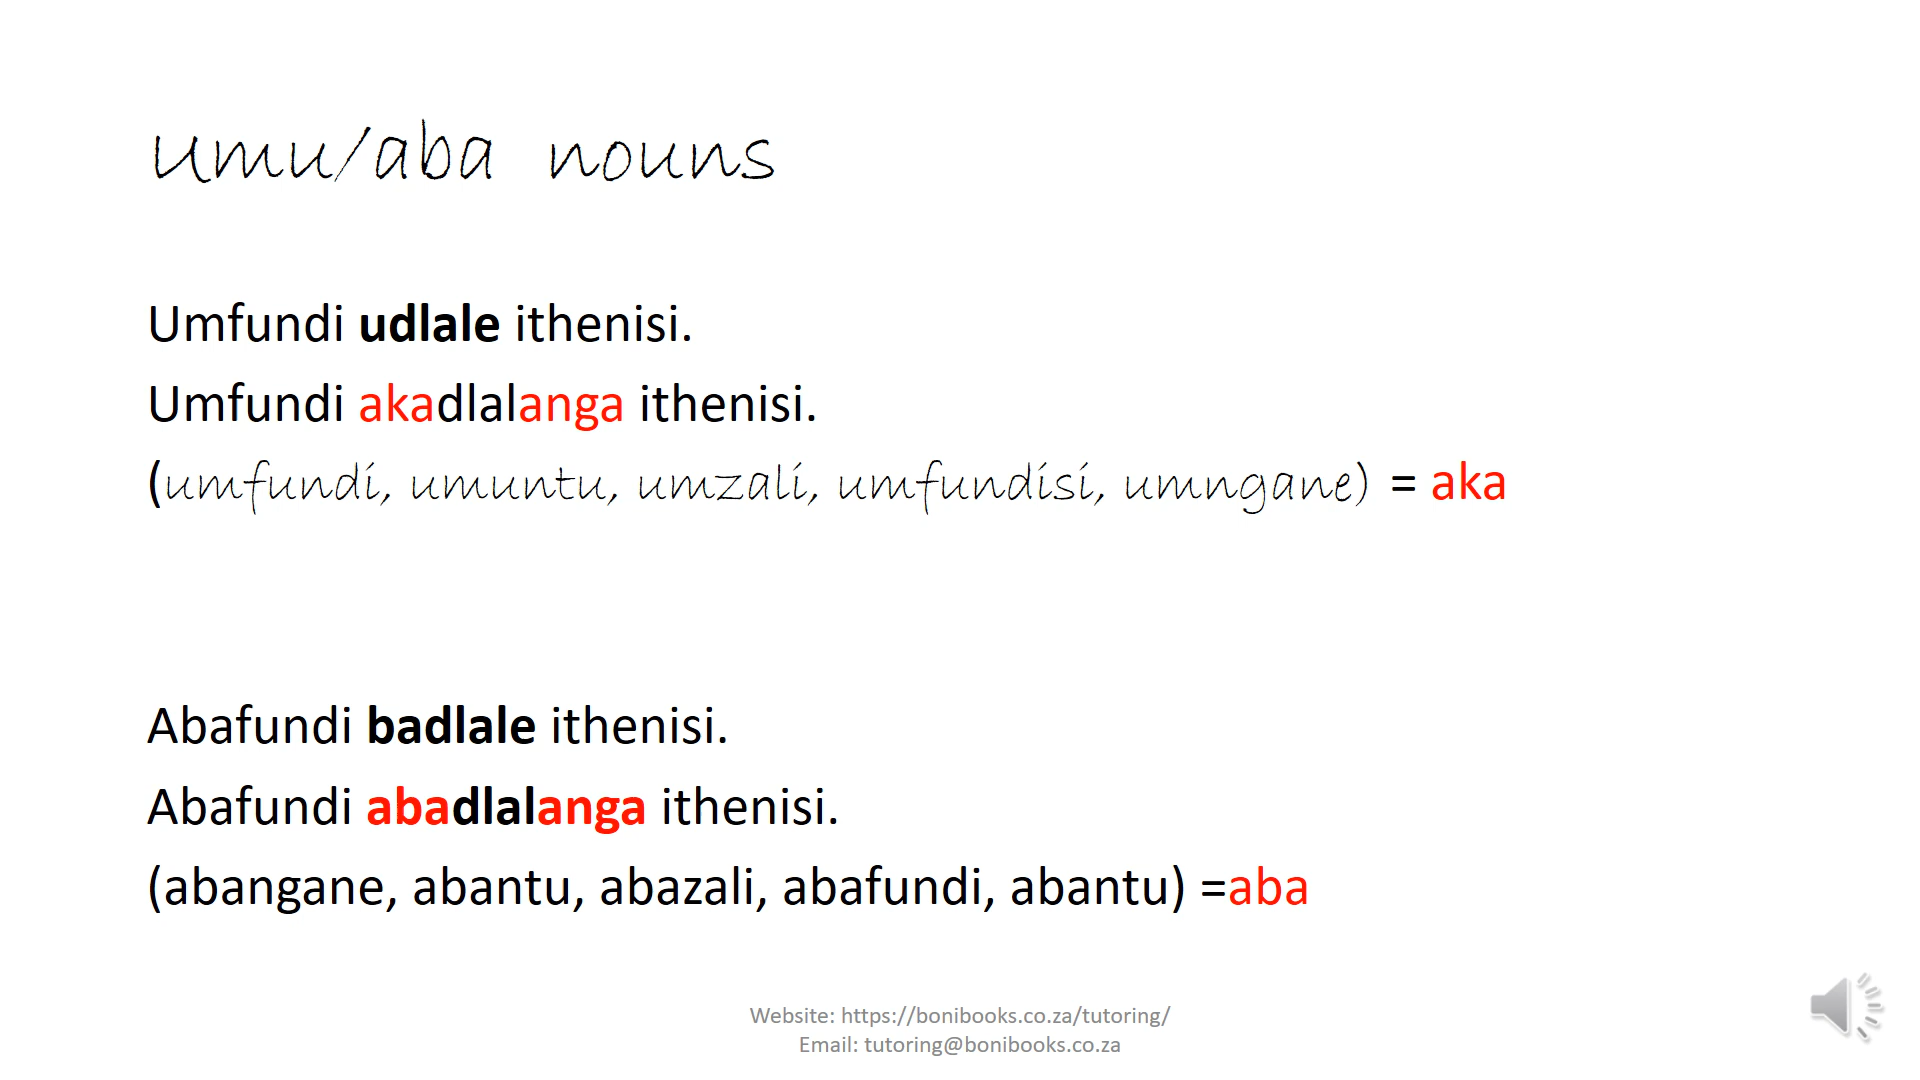 Umu/aba nouns
Umfundi udlale ithenisi.
Umfundi akadlalanga ithenisi.
(umfundi, umuntu, umzali, umfundisi, umngane) = aka
Abafundi badlale ithenisi.
Abafundi abadlalanga ithenisi.
(abangane, abantu, abazali, abafundi, abantu) =aba
Website: https://bonibooks.co.za/tutoring/
Email: tutoring@bonibooks.co.za